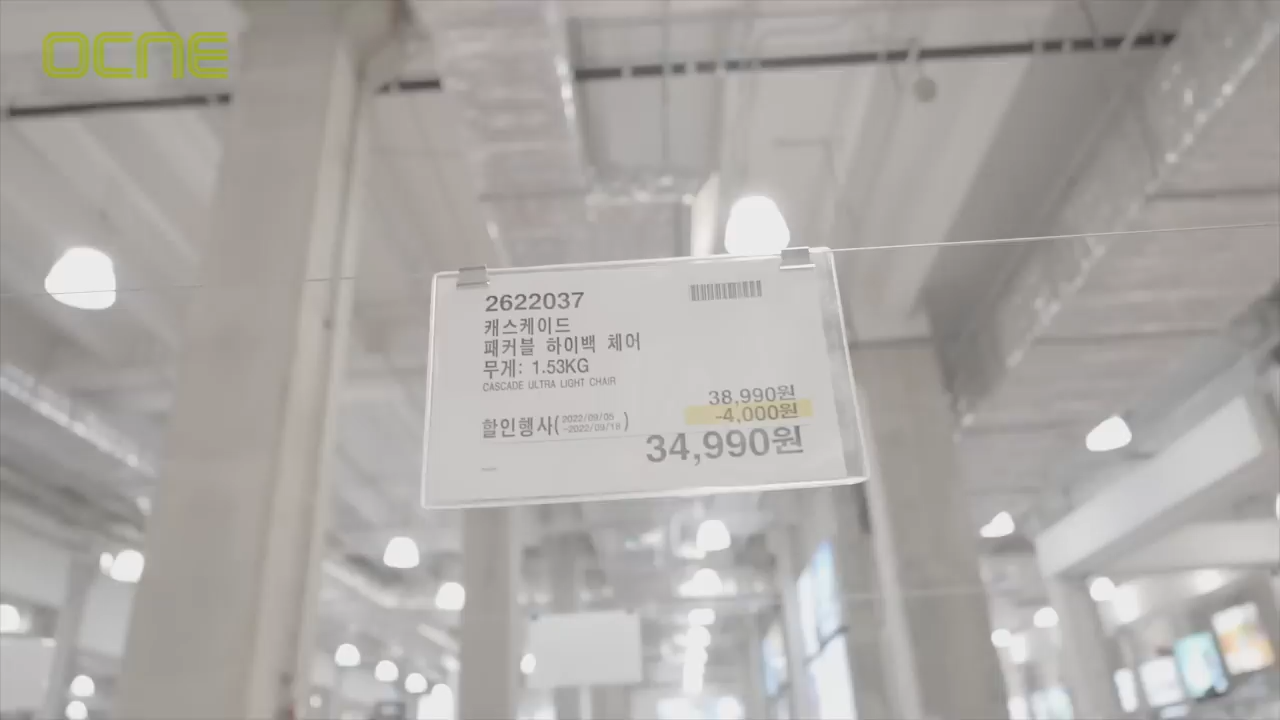 OCNE
2622037
캐스케이드
패커블 하이백 체어
무게: 1.53KG
CASCADE ULTRA LIGHT CHAIR
38,990원
-4,000원
할인행사(2022/09/05
~2022/09/18)
34,990원